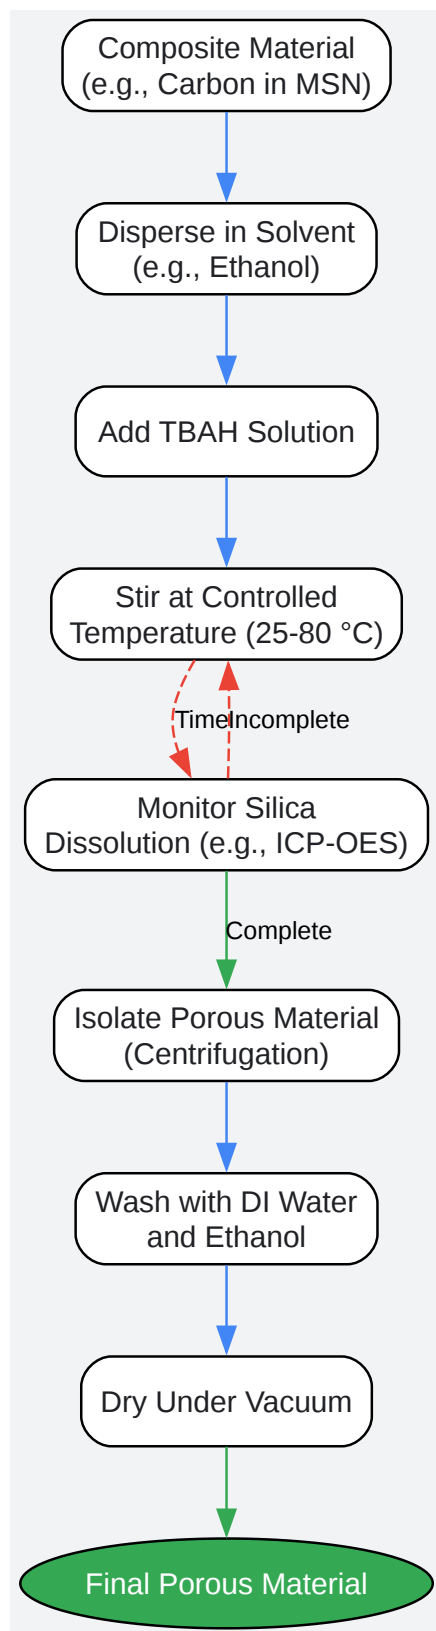 Composite Material
(e.g., Carbon in MSN)
Disperse in Solvent
(e.g., Ethanol)
Add TBAH Solution
Stir at Controlled
Temperature (25-80 °C)
Time
Incomplete
Monitor Silica
Dissolution (e.g., ICP-OES)
Complete
Isolate Porous Material
(Centrifugation)
Wash with DI Water
and Ethanol
Dry Under Vacuum
Final Porous Material